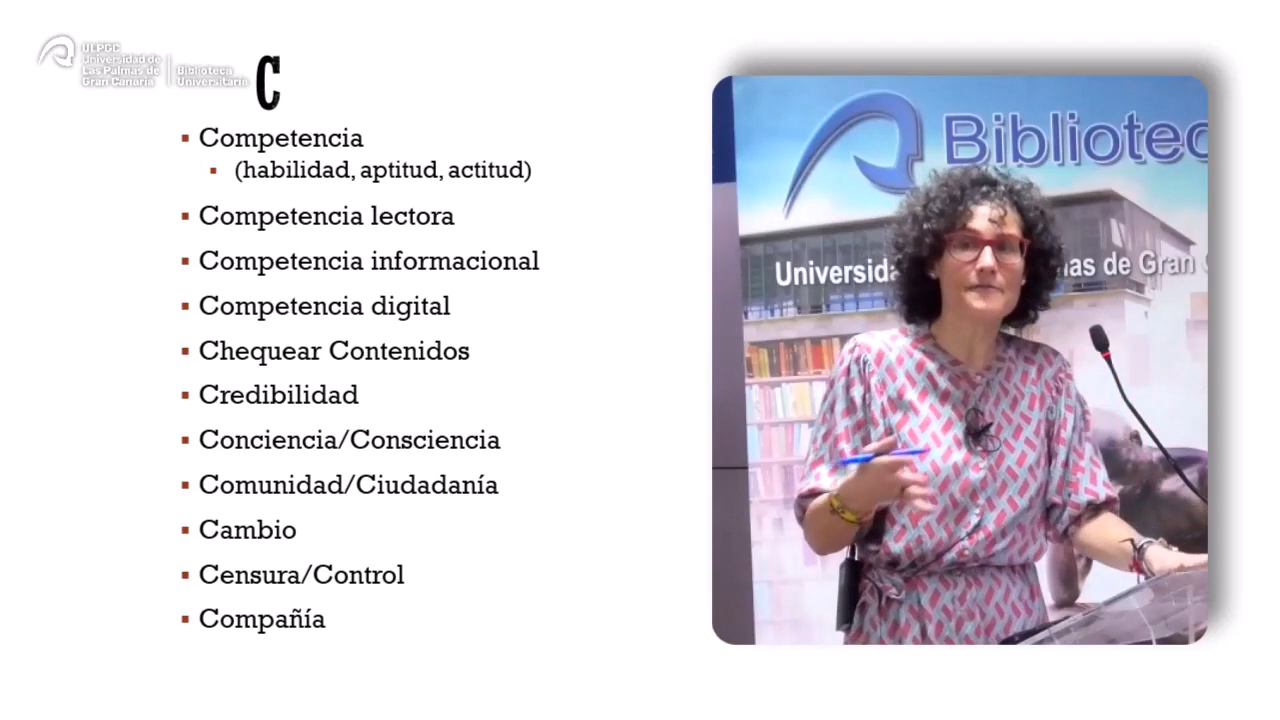 ULPGC
Universidad de
Las Palmas de
Gran Canaria
Biblioteca
Universitaria
C
Competencia
(habilidad, aptitud, actitud)
Competencia lectora
Competencia informacional
Competencia digital
Chequear Contenidos
Credibilidad
Conciencia/Consciencia
Comunidad/Ciudadanía
Cambio
Censura/Control
Compañía
Bibliotec
Universida as de Gran